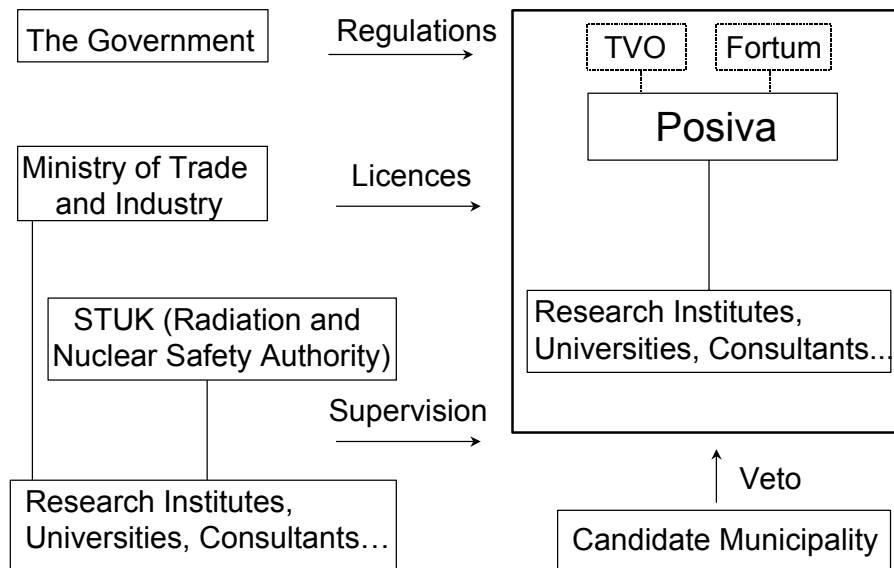 The Government
Regulations
TVO
Fortum
Posiva
Ministry of Trade
and Industry
Licences
STUK (Radiation and
Nuclear Safety Authority)
Research Institutes,
Universities, Consultants...
Supervision
Research Institutes,
Universities, Consultants…
Veto
Candidate Municipality